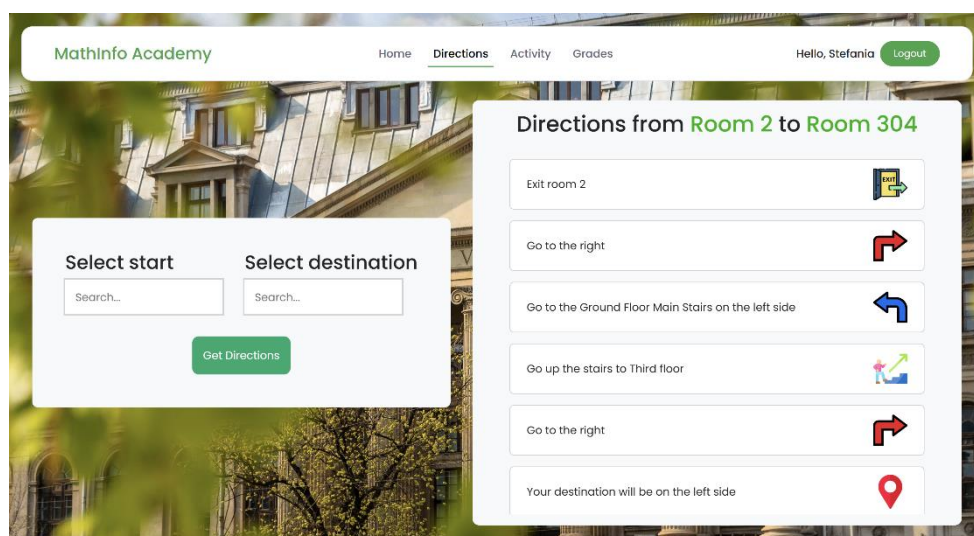 MathInfo Academy
Home Directions Activity Grades
Hello, Stefania Logout
Select start
Search...
Select destination
Search...
Get Directions
Directions from Room 2 to Room 304
Exit room 2
EXIT
Go to the right
Go to the Ground Floor Main Stairs on the left side
Go up the stairs to Third floor
Go to the right
Your destination will be on the left side